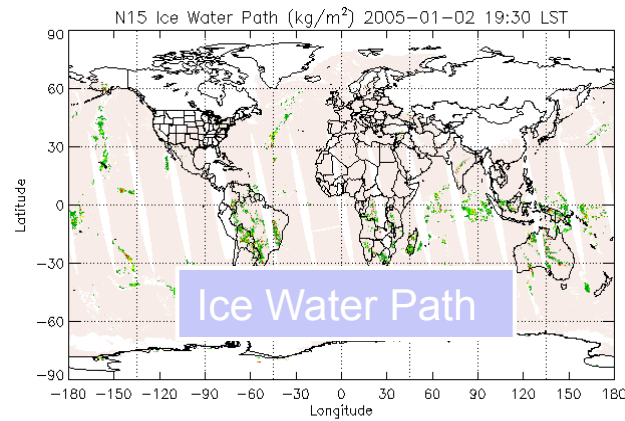 N15 Ice Water Path (kg/m²) 2005-01-02 19:30 LST
90
60
30
0
-30
-60
-90
Latitude
Ice Water Path
-180 -150 -120 -90 -60 -30 0 30 60 90 120 150 180
Longitude